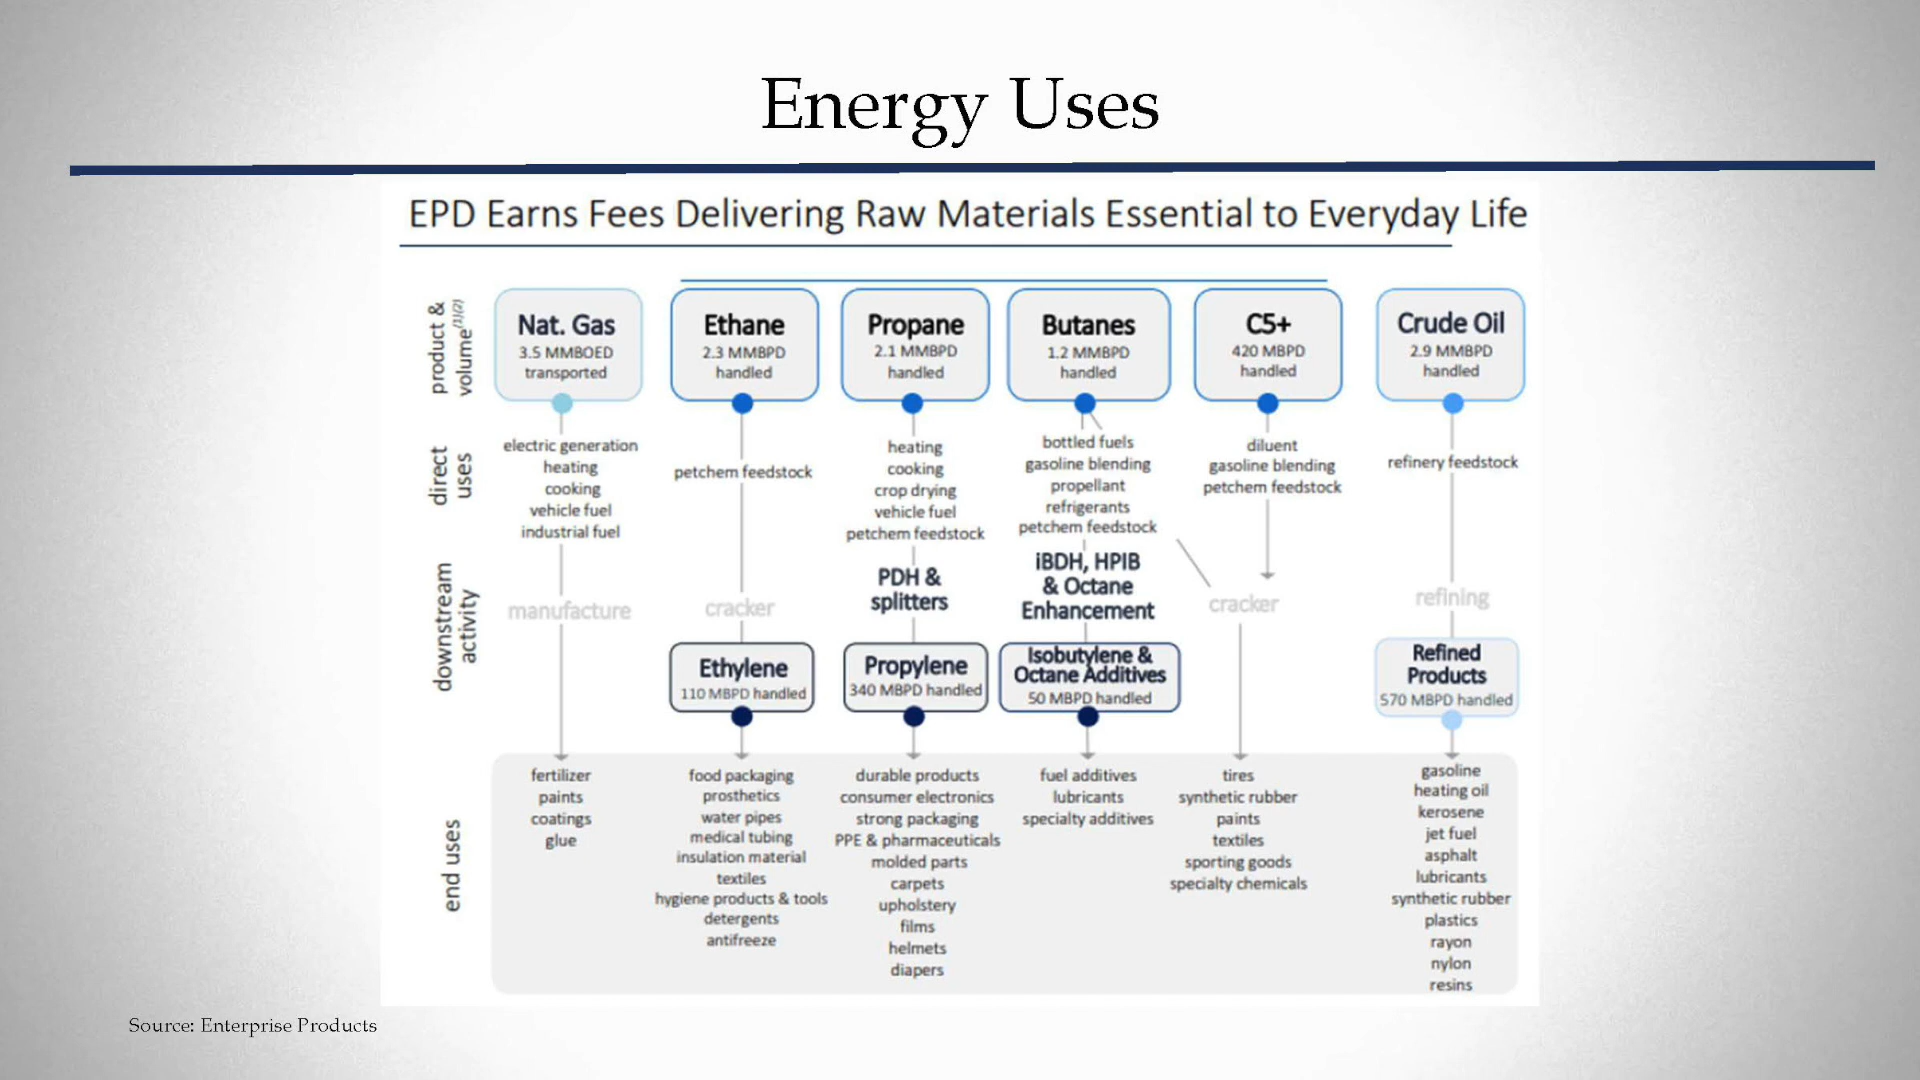 Energy Uses
EPD Earns Fees Delivering Raw Materials Essential to Everyday Life
product &
volume(1)(2)
Nat. Gas
3.5 MMBOED
transported
Ethane
2.3 MMBPD
handled
Propane
2.1 MMBPD
handled
Butanes
1.2 MMBPD
handled
C5+
420 MBPD
handled
Crude Oil
2.9 MMBPD
handled
direct
uses
electric generation
heating
cooking
vehicle fuel
industrial fuel
petchem feedstock
heating
cooking
crop drying
vehicle fuel
petchem feedstock
bottled fuels
gasoline blending
propellant
refrigerants
petchem feedstock
diluent
gasoline blending
petchem feedstock
refinery feedstock
downstream
activity
manufacture
cracker
PDH &
splitters
iBDH, HPIB
& Octane
Enhancement
cracker
refining
Ethylene
110 MBPD handled
Propylene
340 MBPD handled
Isobutylene &
Octane Additives
50 MBPD handled
Refined
Products
570 MBPD handled
end uses
fertilizer
paints
coatings
glue
food packaging
prosthetics
water pipes
medical tubing
insulation material
textiles
hygiene products & tools
detergents
antifreeze
durable products
consumer electronics
strong packaging
PPE & pharmaceuticals
molded parts
carpets
upholstery
films
helmets
diapers
fuel additives
lubricants
specialty additives
tires
synthetic rubber
paints
textiles
sporting goods
specialty chemicals
gasoline
heating oil
kerosene
jet fuel
asphalt
lubricants
synthetic rubber
plastics
rayon
nylon
resins
Source: Enterprise Products